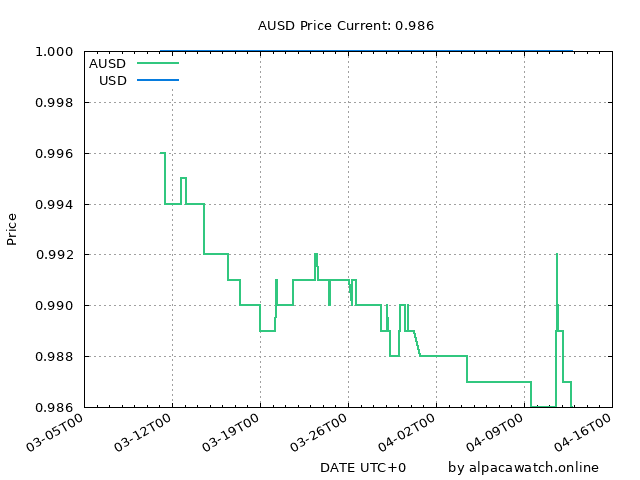 AUSD Price Current: 0.986
1.000
AUSD
USD
0.998
0.996
0.994
0.992
0.990
0.988
0.986
Price
03-05T00
03-12T00
03-19T00
03-26T00
04-02T00
04-09T00
04-16T00
DATE UTC+0 by alpacawatch.online